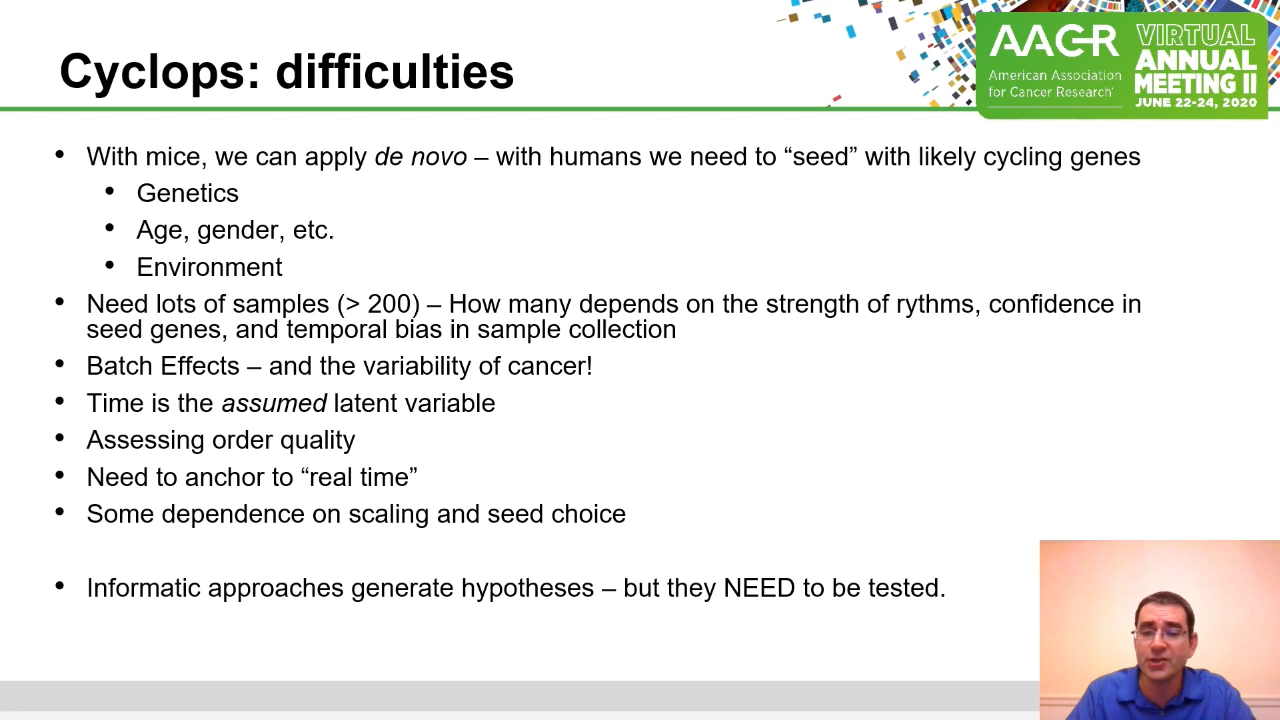 Cyclops: difficulties
AACR
American Association
for Cancer Research®
VIRTUAL
ANNUAL
MEETING II
JUNE 22-24, 2020
• With mice, we can apply de novo – with humans we need to “seed” with likely cycling genes
• Genetics
• Age, gender, etc.
• Environment
• Need lots of samples (> 200) – How many depends on the strength of rythms, confidence in
seed genes, and temporal bias in sample collection
• Batch Effects – and the variability of cancer!
• Time is the assumed latent variable
• Assessing order quality
• Need to anchor to “real time”
• Some dependence on scaling and seed choice
• Informatic approaches generate hypotheses – but they NEED to be tested.